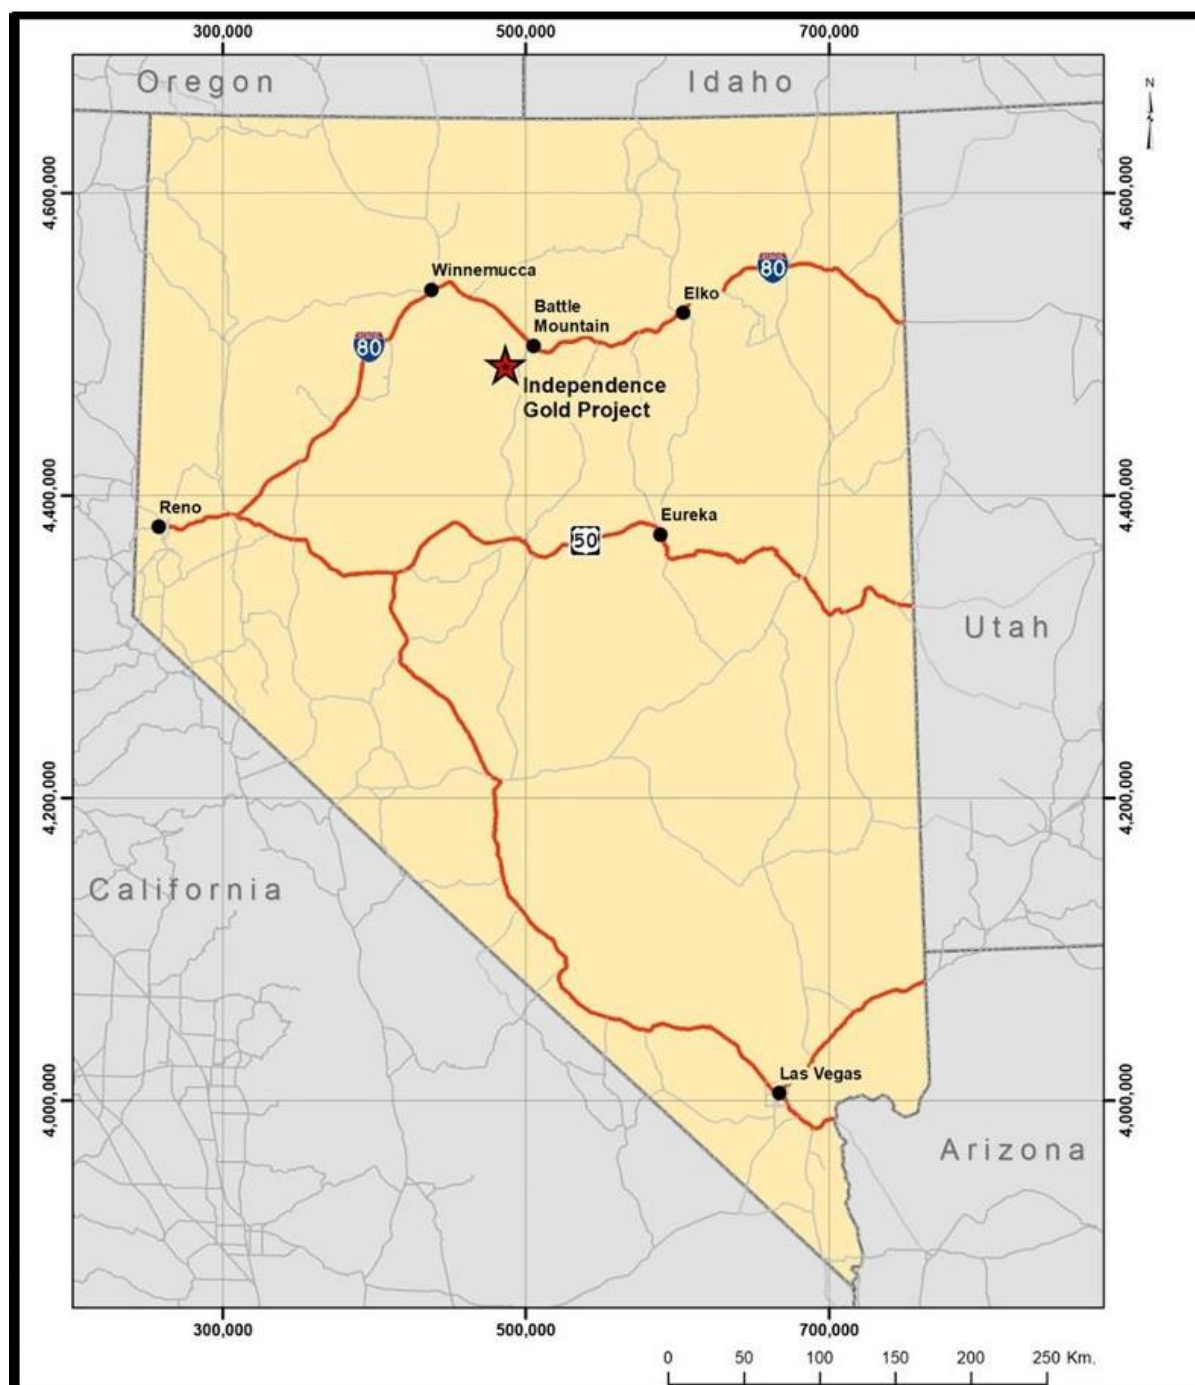 300,000 500,000 700,000
Oregon Idaho
N
4,600,000 4,600,000
80
Winnemucca
Elko
Battle
Mountain
80
Independence
Gold Project
4,400,000 4,400,000
Reno
Eureka
50
Utah
4,200,000 4,200,000
California
Las Vegas
4,000,000 4,000,000
Arizona
300,000 500,000 700,000
0 50 100 150 200 250 Km.